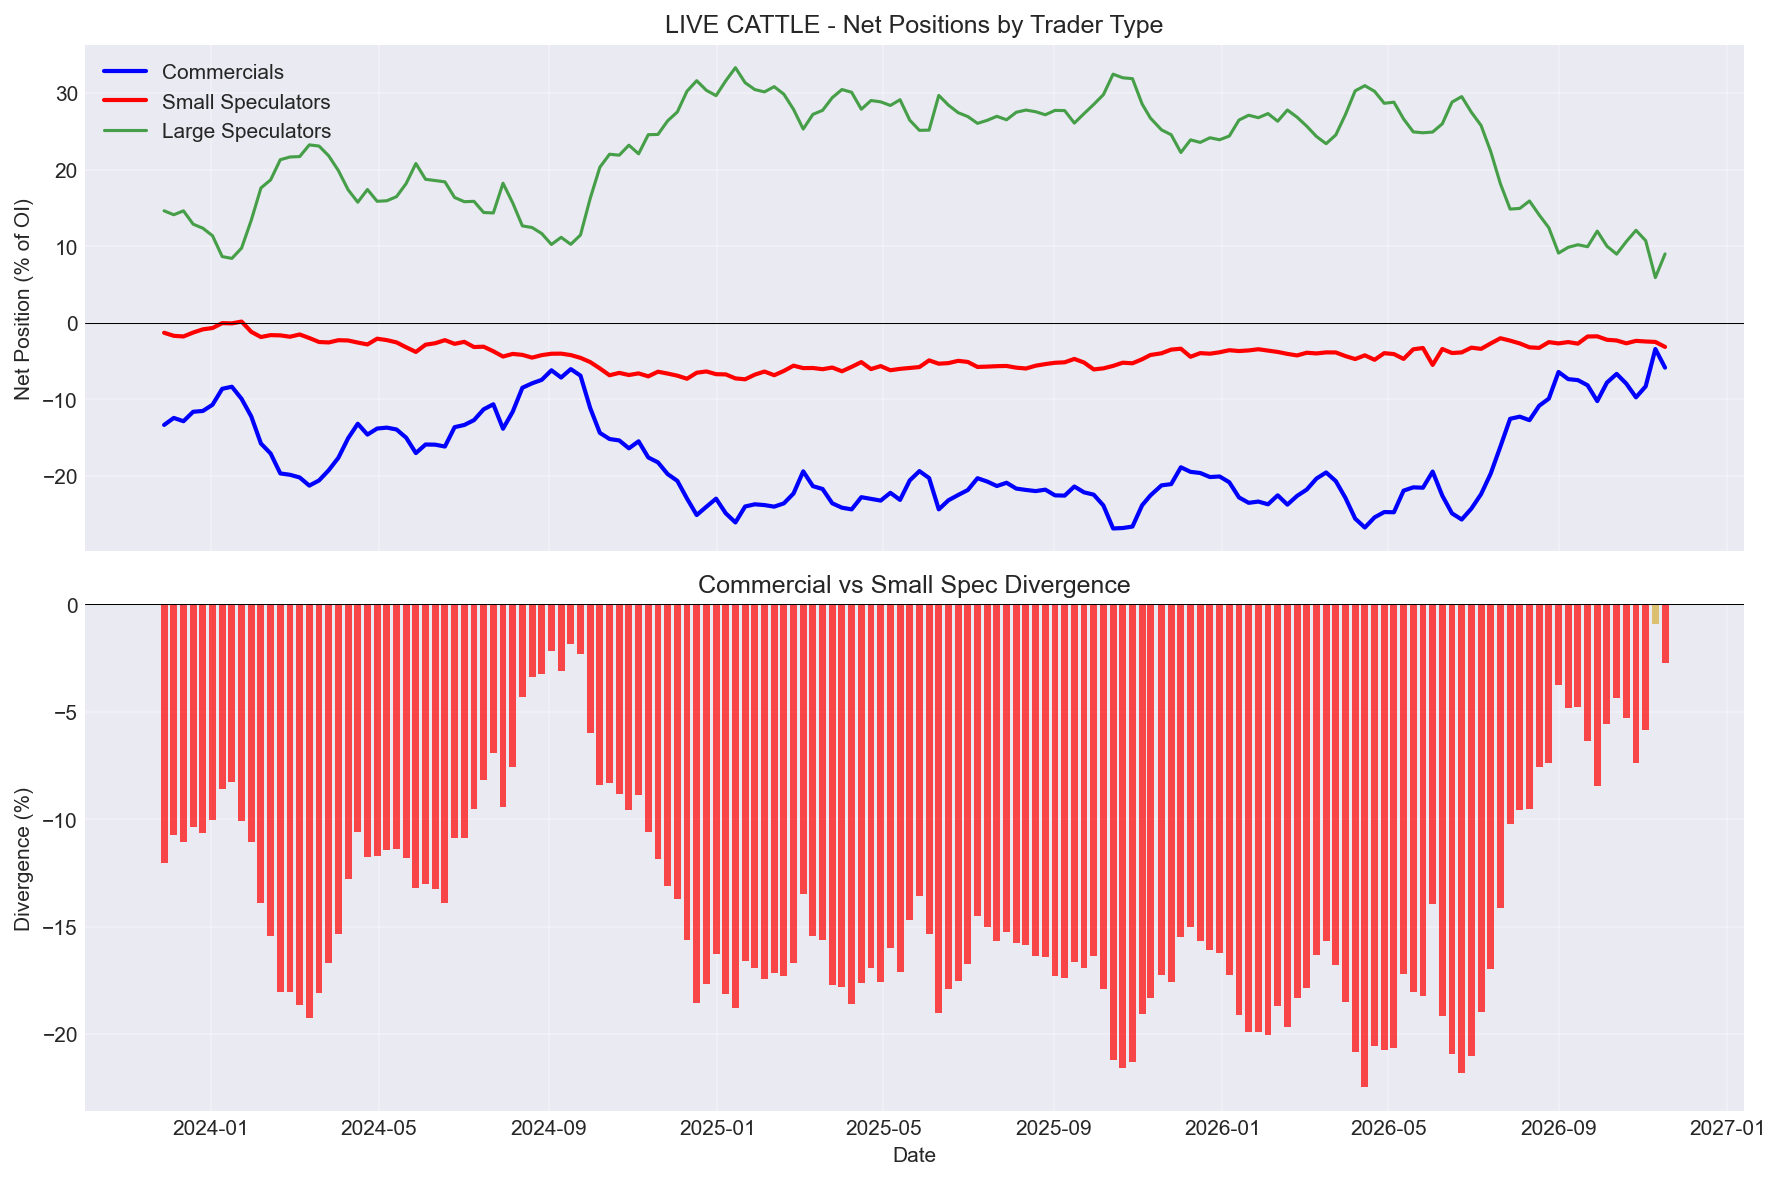 LIVE CATTLE - Net Positions by Trader Type
Commercials
Small Speculators
Large Speculators
30
20
10
0
−10
−20
Net Position (% of OI)
Commercial vs Small Spec Divergence
0
−5
−10
−15
−20
Divergence (%)
2024-01 2024-05 2024-09 2025-01 2025-05 2025-09 2026-01 2026-05 2026-09 2027-01
Date